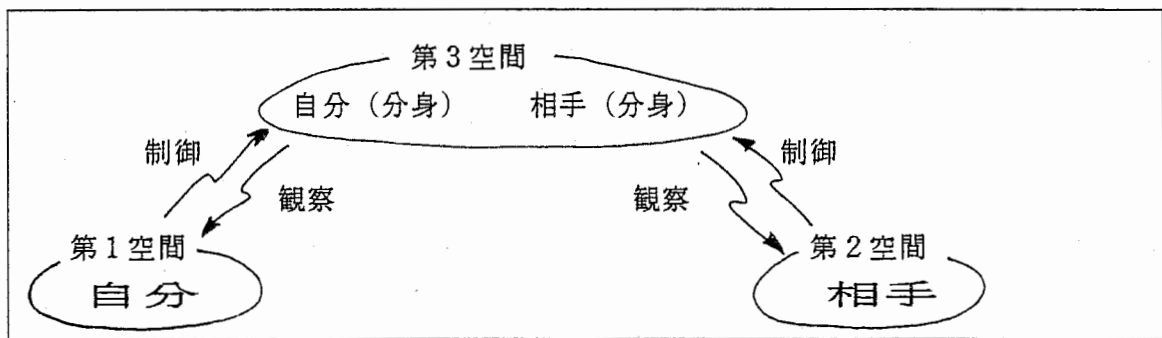 第3空間
自分（分身） 相手（分身）
制御 制御
観察 観察
第1空間 第2空間
自分 相手